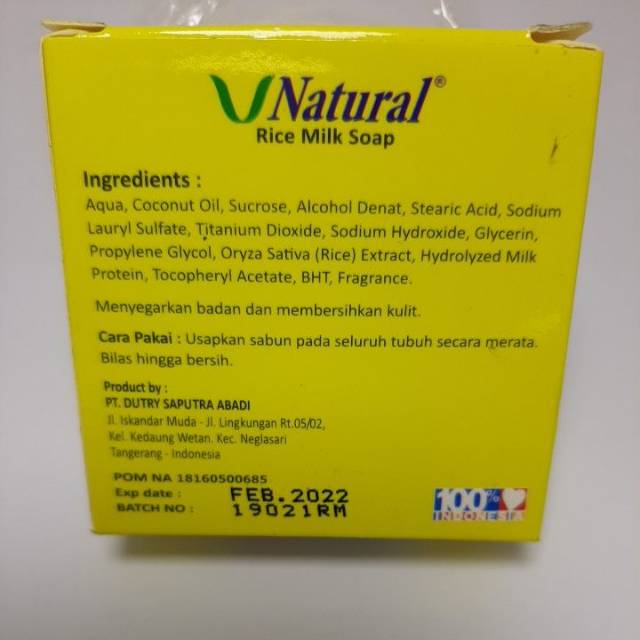 Natural®
Rice Milk Soap
Ingredients :
Aqua, Coconut Oil, Sucrose, Alcohol Denat, Stearic Acid, Sodium
Lauryl Sulfate, Titanium Dioxide, Sodium Hydroxide, Glycerin,
Propylene Glycol, Oryza Sativa (Rice) Extract, Hydrolyzed Milk
Protein, Tocopheryl Acetate, BHT, Fragrance.
Menyegarkan badan dan membersihkan kulit.
Cara Pakai : Usapkan sabun pada seluruh tubuh secara merata.
Bilas hingga bersih.
Product by :
PT. DUTRY SAPUTRA ABADI
Jl. Iskandar Muda - Jl. Lingkungan Rt.05/02,
Kel. Kedaung Wetan. Kec. Neglasari
Tangerang - Indonesia
POM NA 18160500685
Exp date : FEB.2022
BATCH NO : 19021RM
100%
INDONESIA